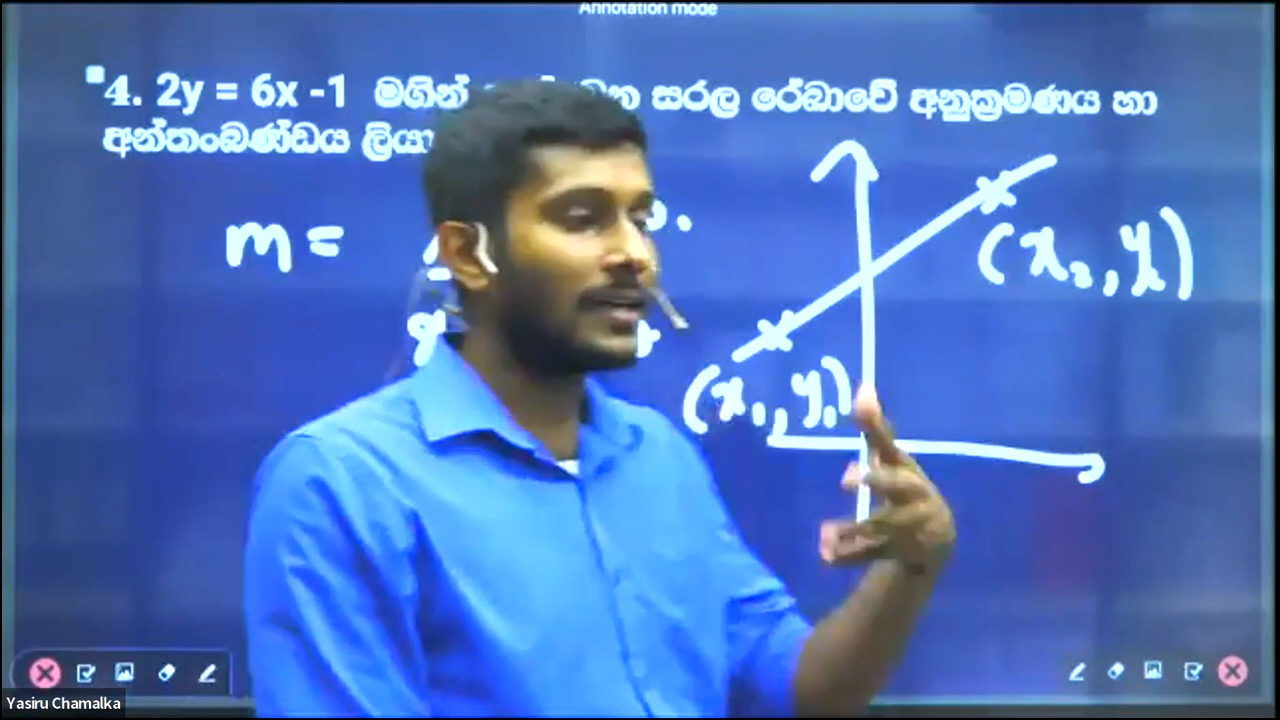 Annotation mode
4. 2y = 6x -1 මගින් සරල රේඛාවේ අනුක්‍රමණය හා
අන්තඃඛණ්ඩය ලියා
m =
(x₂, y₂)
(x₁, y₁)
Yasiru Chamalka